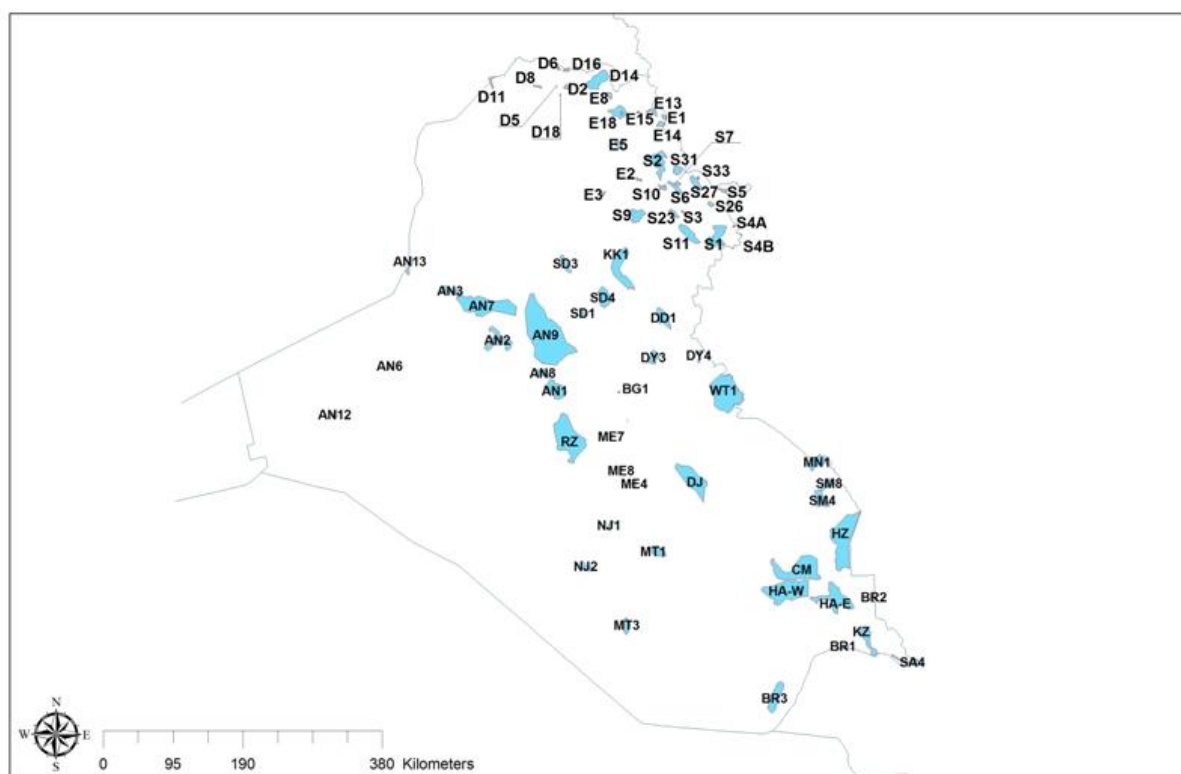 D6
D16
D14
D8
D2
D11
E8
E13
D5
E15
E1
E18
D18
E14
S7
E5
S2
S31
S33
E2
S10
S27
S5
E3
S6
S26
S9
S23
S3
S4A
S11
S1
S4B
KK1
AN13
SD3
AN3
AN7
SD4
SD1
DD1
AN9
AN2
DY3
DY4
AN6
AN8
AN1
BG1
WT1
AN12
ME7
RZ
MN1
ME8
ME4
DJ
SM8
SM4
NJ1
HZ
MT1
NJ2
CM
HA-W
HA-E
BR2
MT3
KZ
BR1
SA4
BR3
N
W E
S
0 95 190 380 Kilometers